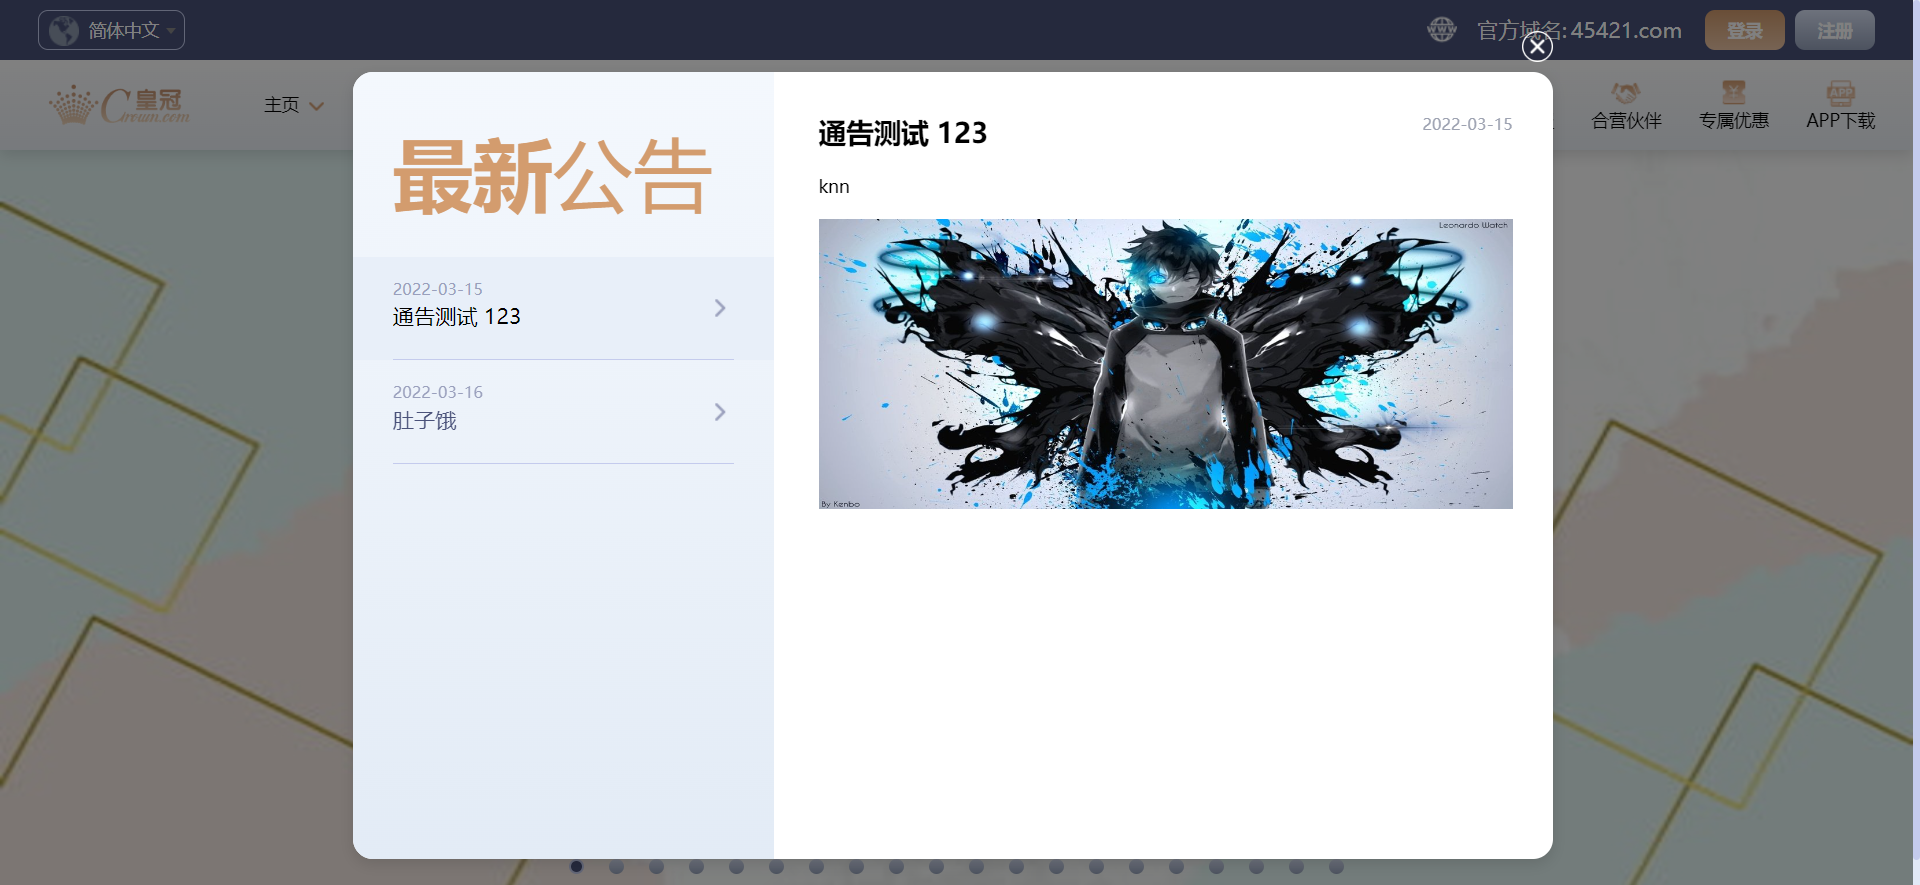 简体中文
官方域名: 45421.com
登录
注册
皇冠
Crown.com
主页
合营伙伴
专属优惠
APP
APP下载
最新公告
2022-03-15
通告测试 123
2022-03-16
肚子饿
通告测试 123
2022-03-15
knn
Leonardo Watch
By Kenbo